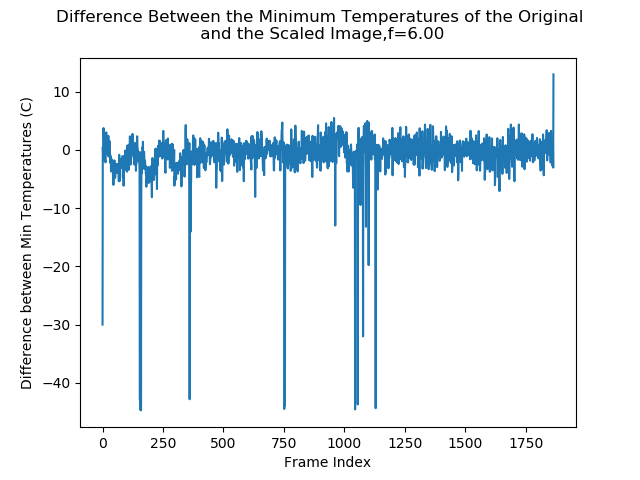 Difference Between the Minimum Temperatures of the Original
and the Scaled Image,f=6.00
Difference between Min Temperatures (C)
10
0
−10
−20
−30
−40
0 250 500 750 1000 1250 1500 1750
Frame Index